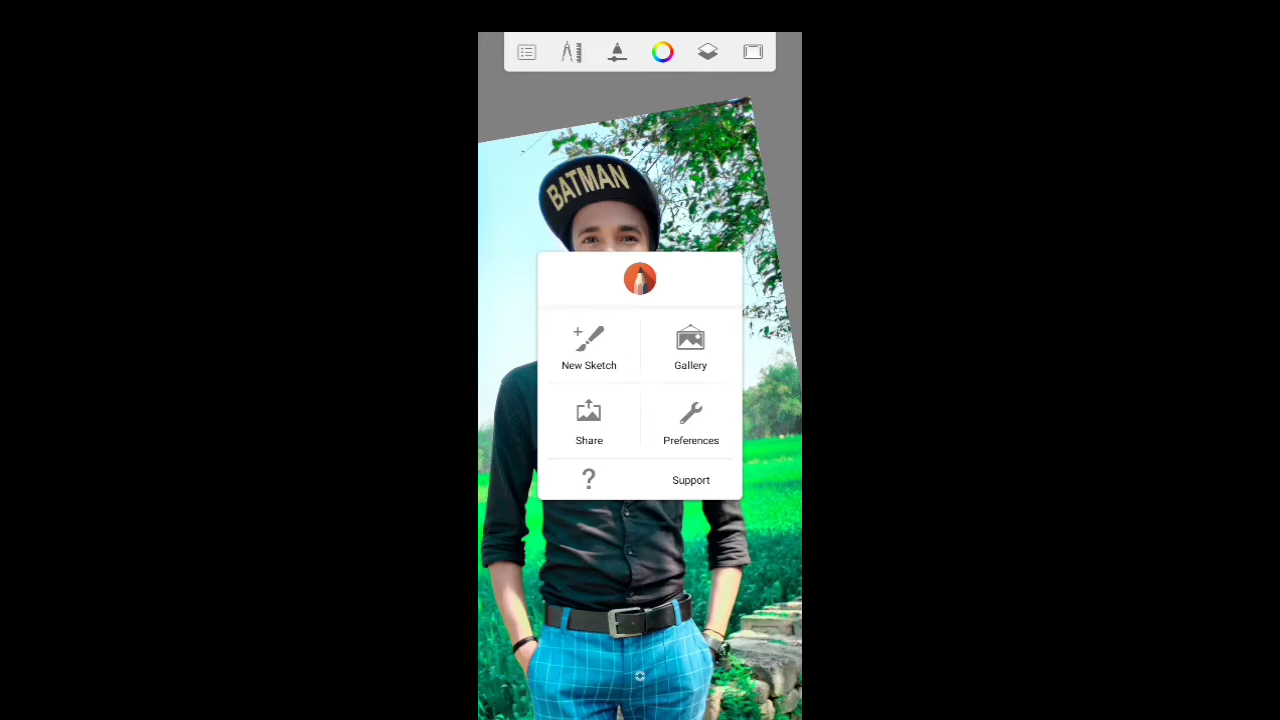 BATMAN
New Sketch
Gallery
Share
Preferences
?
Support